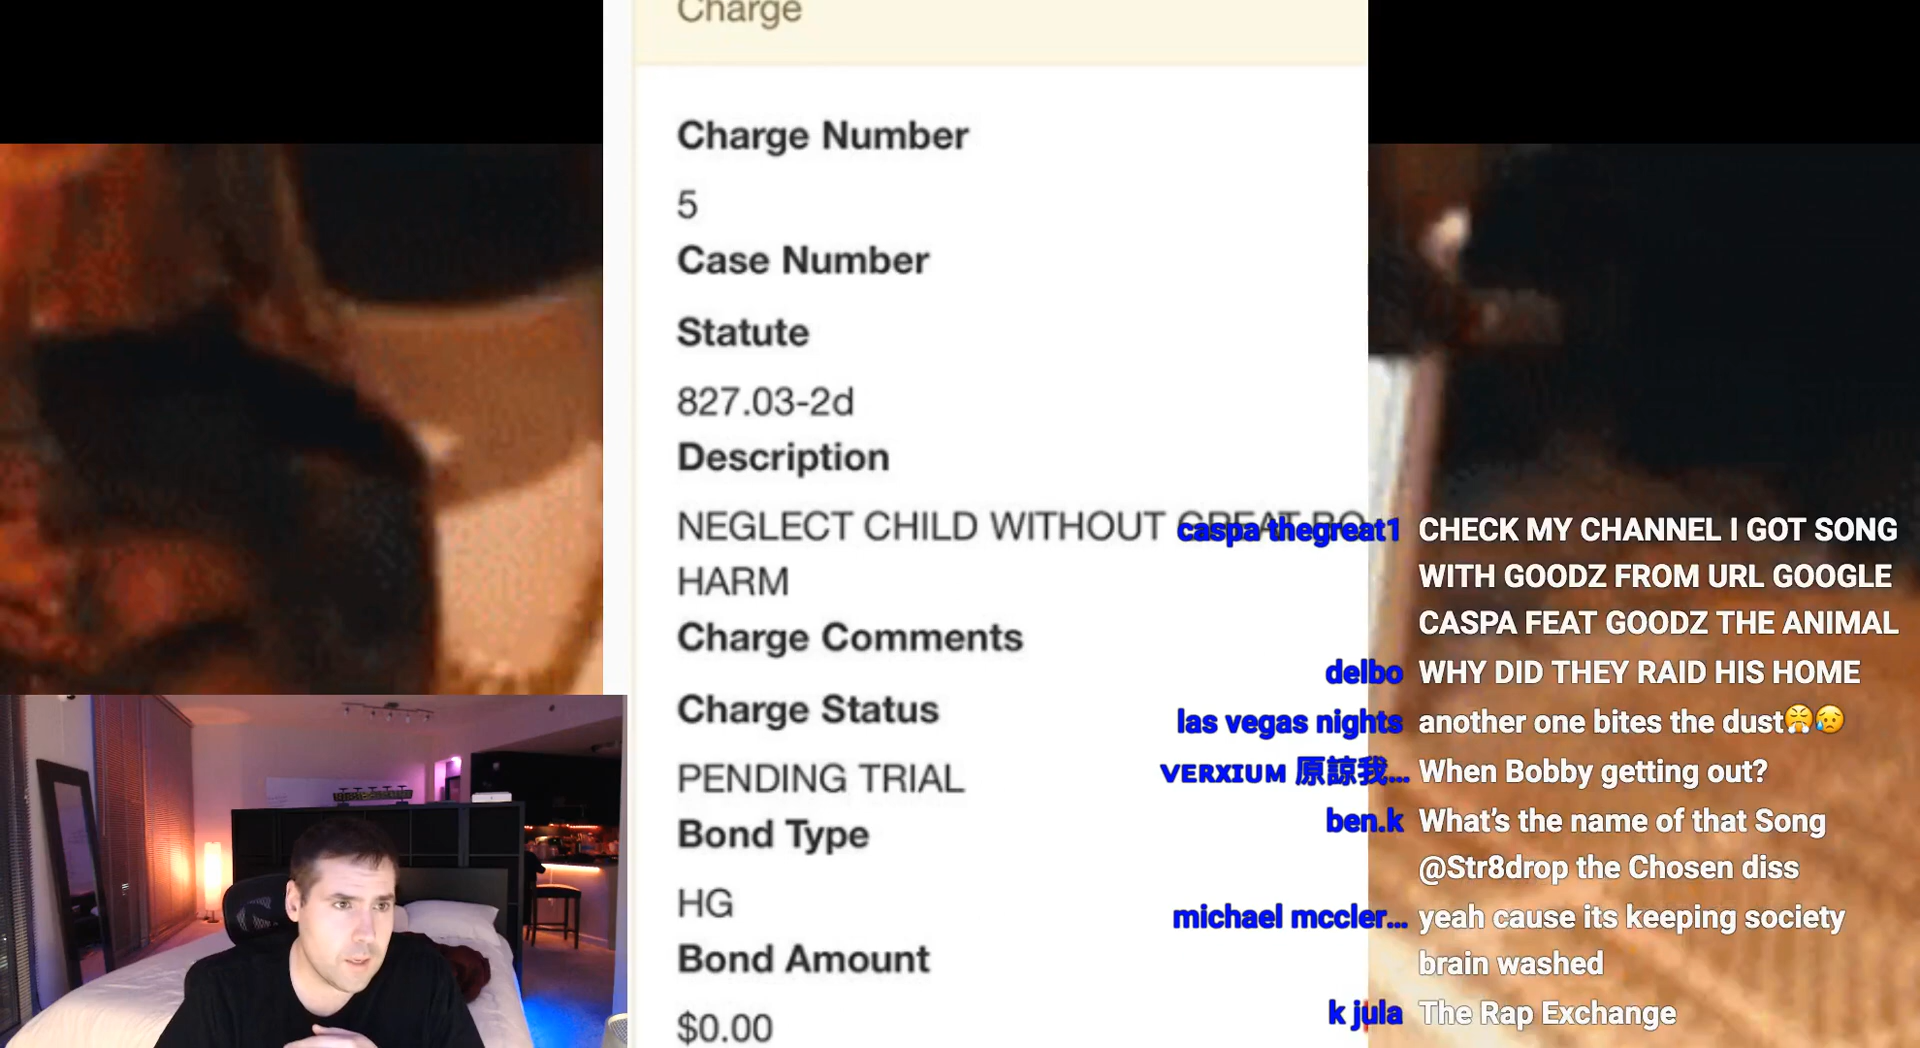 Charge
Charge Number
5
Case Number
Statute
827.03-2d
Description
NEGLECT CHILD WITHOUT GREAT BO
HARM
Charge Comments
Charge Status
PENDING TRIAL
Bond Type
HG
Bond Amount
$0.00
caspa thegreat1 CHECK MY CHANNEL I GOT SONG
WITH GOODZ FROM URL GOOGLE
CASPA FEAT GOODZ THE ANIMAL
delbo WHY DID THEY RAID HIS HOME
las vegas nights another one bites the dust😤😥
ᴠᴇʀxɪᴜᴍ 原諒我... When Bobby getting out?
ben.k What's the name of that Song
@Str8drop the Chosen diss
michael mccler... yeah cause its keeping society
brain washed
k jula The Rap Exchange